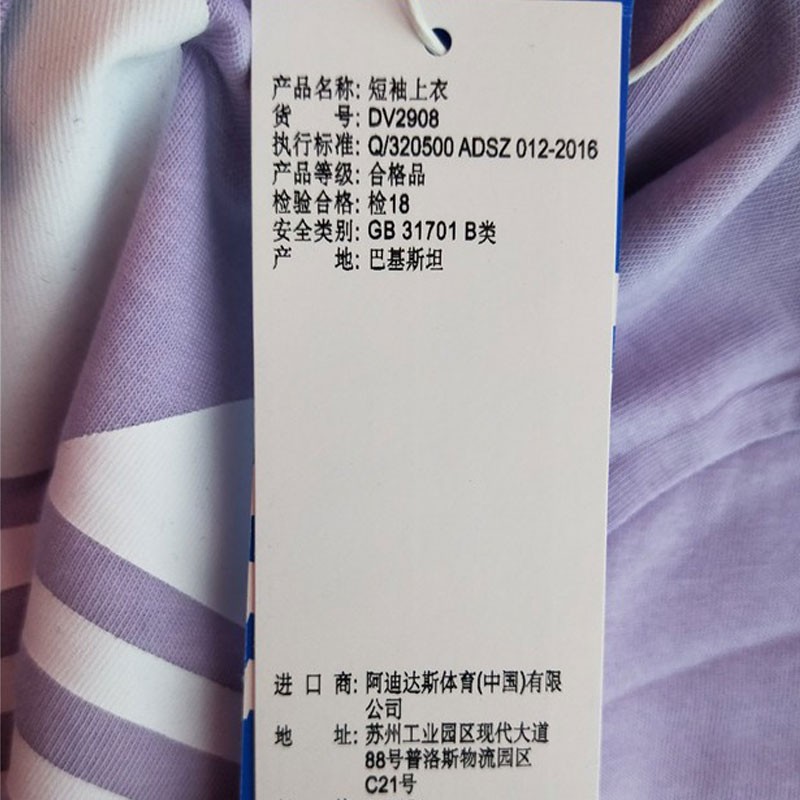 产品名称: 短袖上衣
货 号: DV2908
执行标准: Q/320500 ADSZ 012-2016
产品等级: 合格品
检验合格: 检18
安全类别: GB 31701 B类
产 地: 巴基斯坦
进 口 商: 阿迪达斯体育(中国)有限
公司
地 址: 苏州工业园区现代大道
88号普洛斯物流园区
C21号